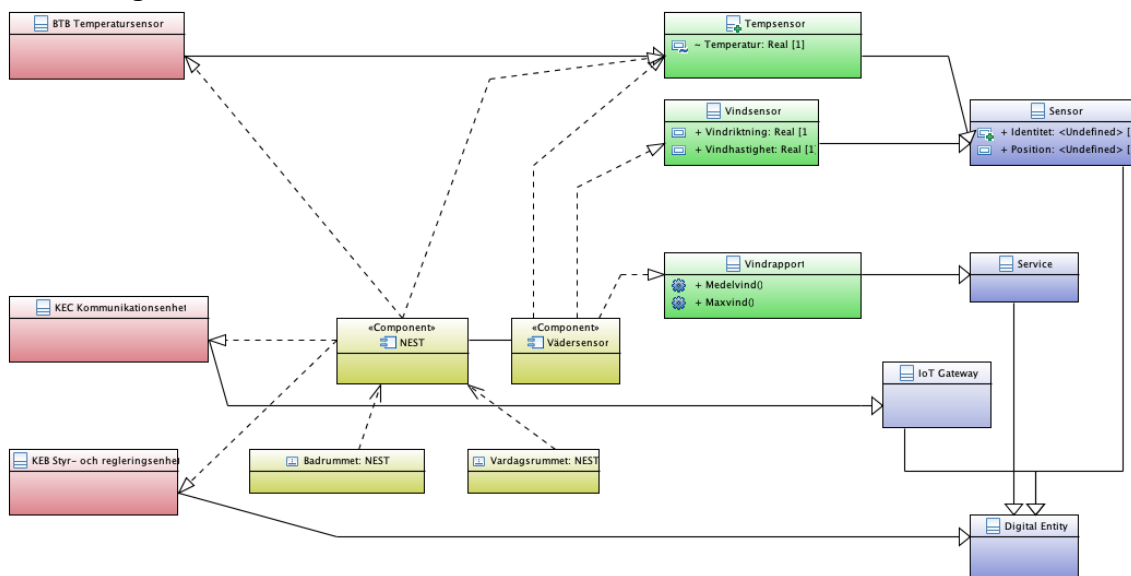 BTB Temperatursensor
Tempsensor
~ Temperatur: Real [1]
Vindsensor
+ Vindriktning: Real [1
+ Vindhastighet: Real [1]
Sensor
+ Identitet: <Undefined> [
+ Position: <Undefined> [
Vindrapport
+ Medelvind()
+ Maxvind()
Service
KEC Kommunikationsenhet
«Component»
NEST
«Component»
Vädersensor
IoT Gateway
KEB Styr- och regleringsenhet
Badrummet: NEST
Vardagsrummet: NEST
Digital Entity